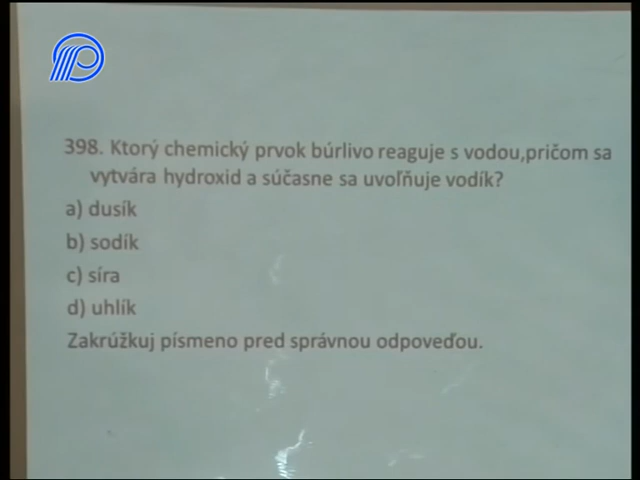 398. Ktorý chemický prvok búrlivo reaguje s vodou,pričom sa
vytvára hydroxid a súčasne sa uvoľňuje vodík?
a) dusík
b) sodík
c) síra
d) uhlík
Zakrúžkuj písmeno pred správnou odpoveďou.